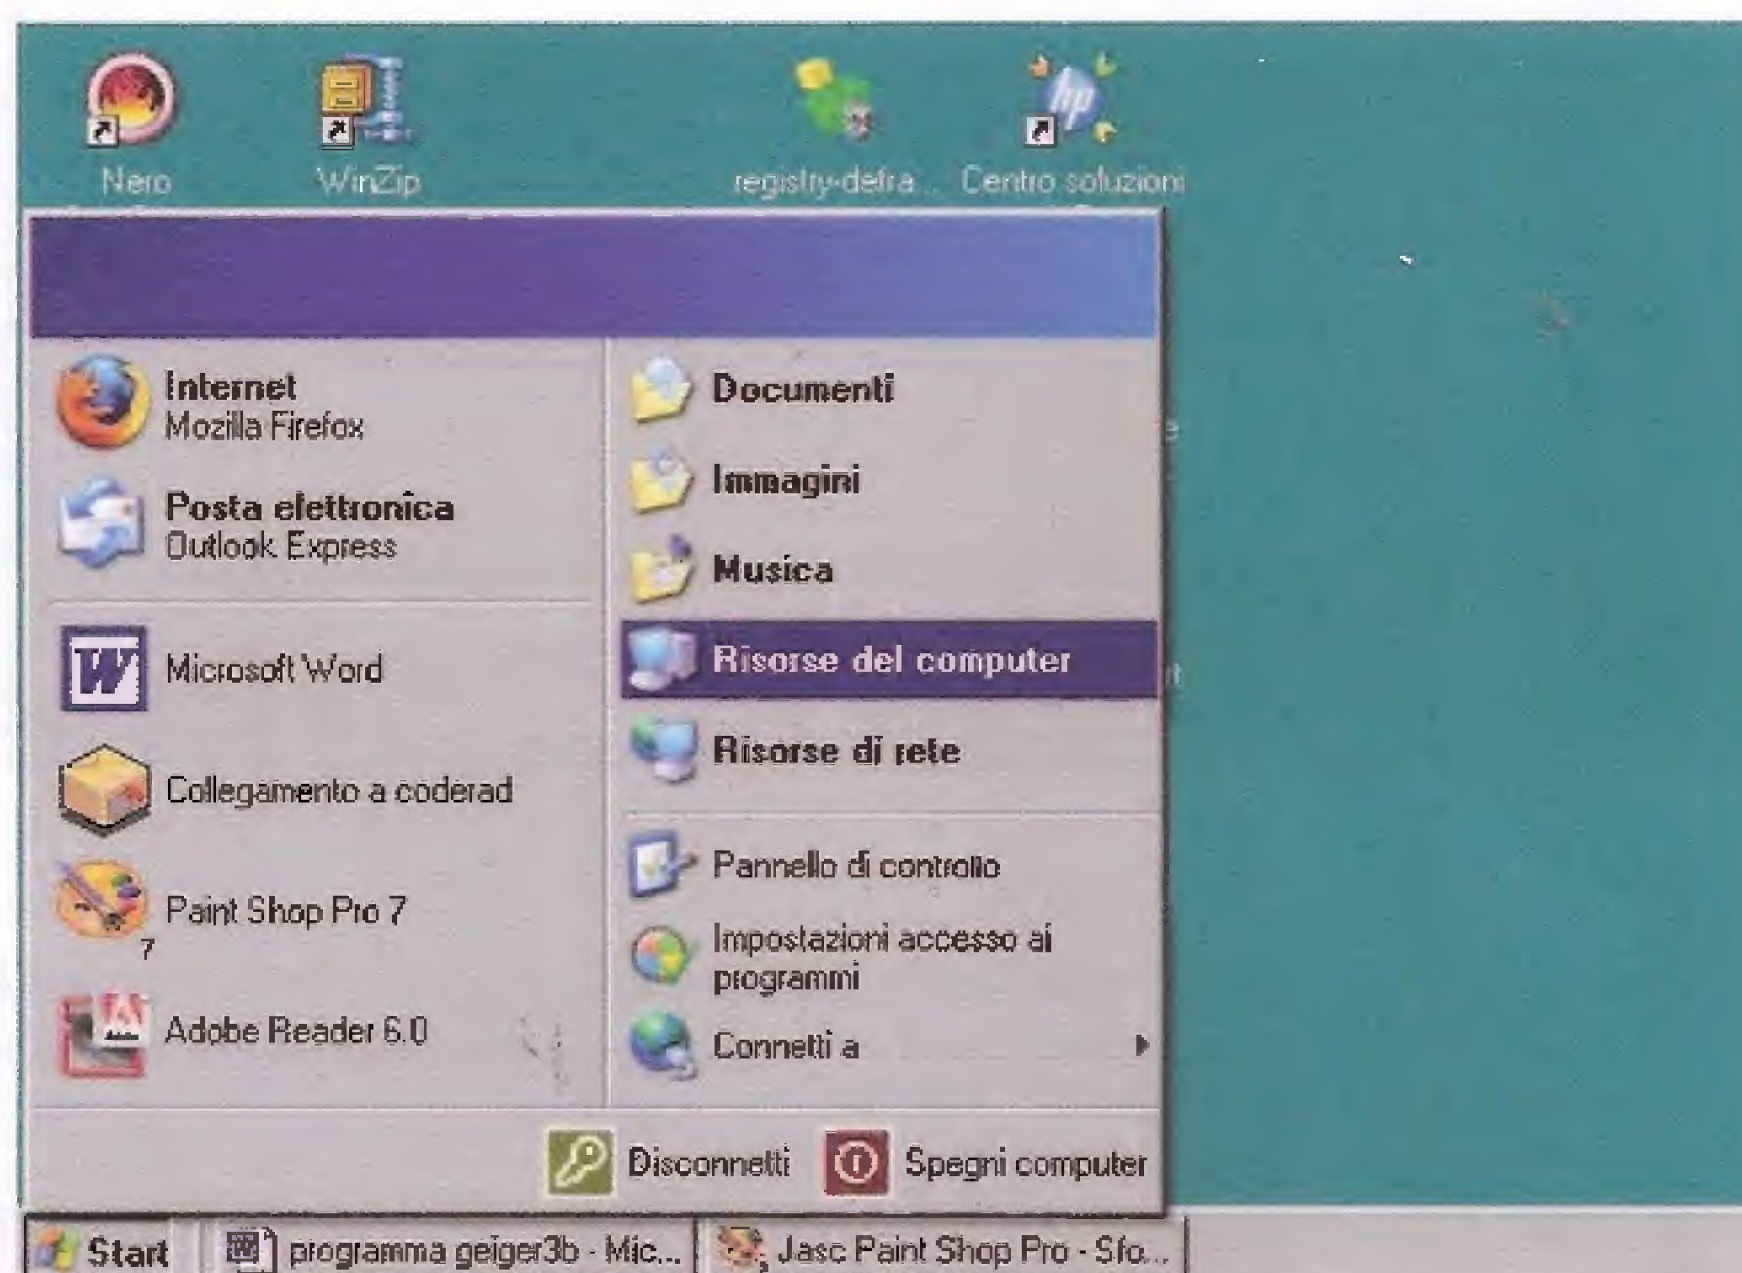 Nero
WinZip
registry-defra...
Centro soluzioni
Internet
Mozilla Firefox
Posta elettronica
Outlook Express
Microsoft Word
Collegamento a coderad
Paint Shop Pro 7
7
Adobe Reader 6.0
Documenti
Immagini
Musica
Risorse del computer
Risorse di rete
Pannello di controllo
Impostazioni accesso ai
programmi
Connetti a
Disconnetti
Spegni computer
Start
programma geiger3b - Mic...
Jasc Paint Shop Pro - Sfo...
hp